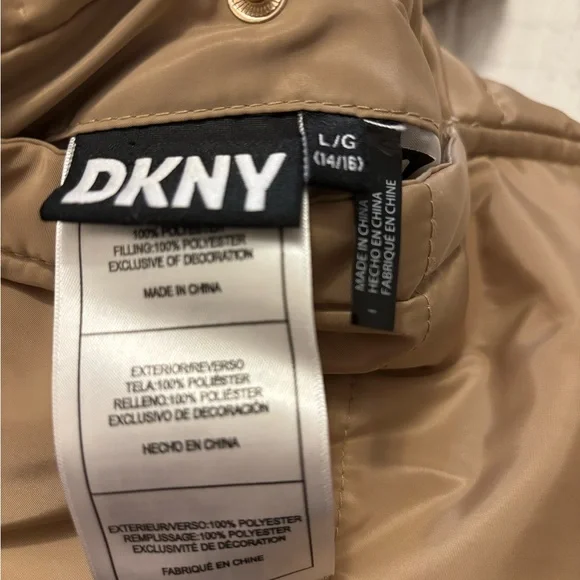 DKNY
L/G
(14/16)
MADE IN CHINA
HECHO EN CHINA
FABRIQUÉ EN CHINE
100% POLYESTER
FILLING:100% POLYESTER
EXCLUSIVE OF DECORATION
MADE IN CHINA
EXTERIOR/REVERSO
TELA:100% POLIÉSTER
RELLENO:100% POLIÉSTER
EXCLUSIVO DE DECORACIÓN
HECHO EN CHINA
EXTERIEUR/VERSO:100% POLYESTER
REMPLISSAGE:100% POLYESTER
EXCLUSIVITÉ DE DÉCORATION
FABRIQUÉ EN CHINE